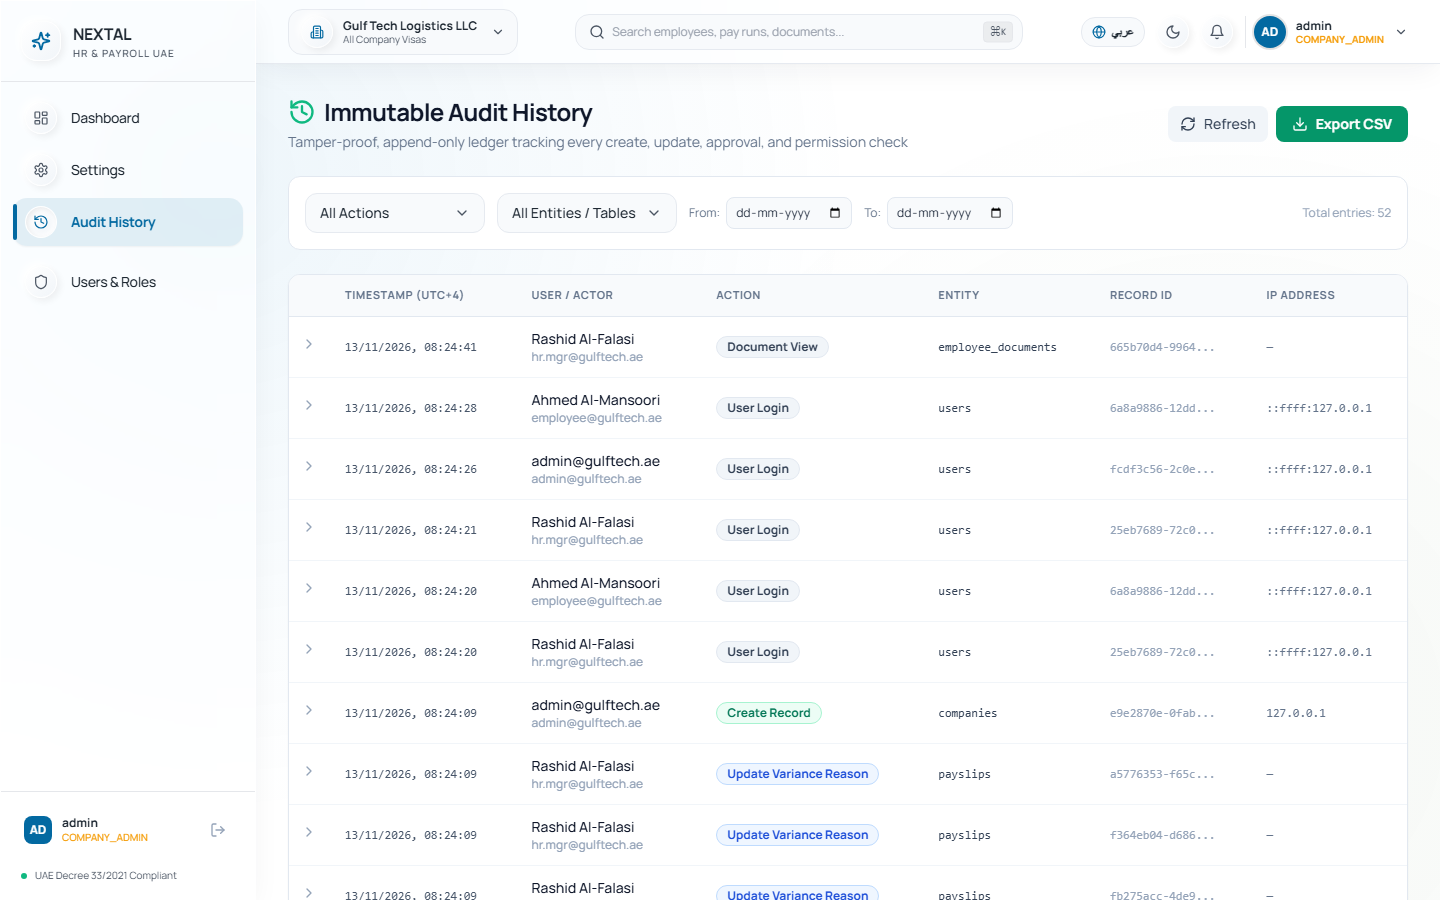 NEXTAL
HR & PAYROLL UAE
Dashboard
Settings
Audit History
Users & Roles
AD
admin
COMPANY_ADMIN
UAE Decree 33/2021 Compliant
Gulf Tech Logistics LLC
All Company Visas
Search employees, pay runs, documents...
⌘K
عربي
AD
admin
COMPANY_ADMIN
Immutable Audit History
Tamper-proof, append-only ledger tracking every create, update, approval, and permission check
Refresh
Export CSV
All Actions
All Entities / Tables
From: dd-mm-yyyy
To: dd-mm-yyyy
Total entries: 52
TIMESTAMP (UTC+4) USER / ACTOR ACTION ENTITY RECORD ID IP ADDRESS
13/11/2026, 08:24:41 Rashid Al-Falasi Document View employee_documents 665b70d4-9964... —
hr.mgr@gulftech.ae
13/11/2026, 08:24:28 Ahmed Al-Mansoori User Login users 6a8a9886-12dd... ::ffff:127.0.0.1
employee@gulftech.ae
13/11/2026, 08:24:26 admin@gulftech.ae User Login users fcdf3c56-2c0e... ::ffff:127.0.0.1
admin@gulftech.ae
13/11/2026, 08:24:21 Rashid Al-Falasi User Login users 25eb7689-72c0... ::ffff:127.0.0.1
hr.mgr@gulftech.ae
13/11/2026, 08:24:20 Ahmed Al-Mansoori User Login users 6a8a9886-12dd... ::ffff:127.0.0.1
employee@gulftech.ae
13/11/2026, 08:24:20 Rashid Al-Falasi User Login users 25eb7689-72c0... ::ffff:127.0.0.1
hr.mgr@gulftech.ae
13/11/2026, 08:24:09 admin@gulftech.ae Create Record companies e9e2870e-0fab... 127.0.0.1
admin@gulftech.ae
13/11/2026, 08:24:09 Rashid Al-Falasi Update Variance Reason payslips a5776353-f65c... —
hr.mgr@gulftech.ae
13/11/2026, 08:24:09 Rashid Al-Falasi Update Variance Reason payslips f364eb04-d686... —
hr.mgr@gulftech.ae
13/11/2026, 08:24:09 Rashid Al-Falasi Update Variance Reason payslips fb275acc-4de9... —